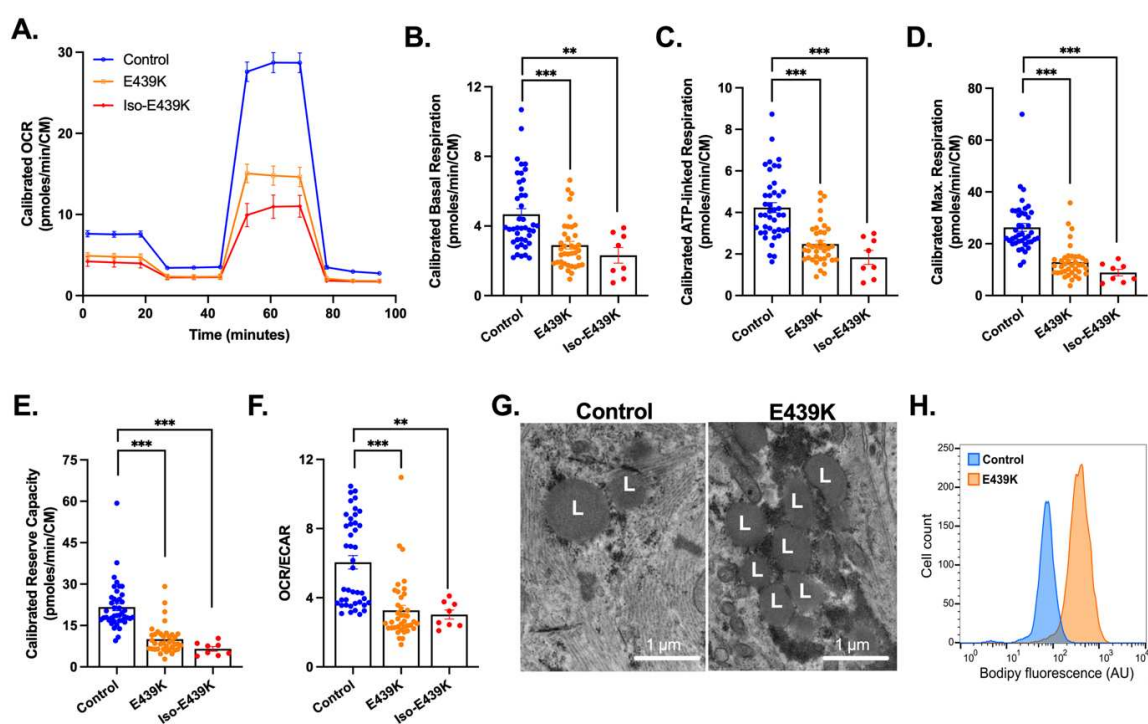 A.
Calibrated OCR
(pmoles/min/CM)
30
20
10
0
Control
E439K
Iso-E439K
0
20
40
60
80
100
Time (minutes)
B.
Calibrated Basal Respiration
(pmoles/min/CM)
12
8
4
0
**
***
Control
E439K
Iso-E439K
C.
Calibrated ATP-linked Respiration
(pmoles/min/CM)
10
8
6
4
2
0
***
***
Control
E439K
Iso-E439K
D.
Calibrated Max. Respiration
(pmoles/min/CM)
80
60
40
20
0
***
***
Control
E439K
Iso-E439K
E.
Calibrated Reserve Capacity
(pmoles/min/CM)
75
60
45
30
15
0
***
***
Control
E439K
Iso-E439K
F.
OCR/ECAR
12
8
4
0
**
***
Control
E439K
Iso-E439K
G.
Control
E439K
L
L
L
L
L
L
L
L
L
1 µm
1 µm
H.
Control
E439K
Cell count
250
200
150
100
50
0
10⁰
10¹
10²
10³
10⁴
Bodipy fluorescence (AU)